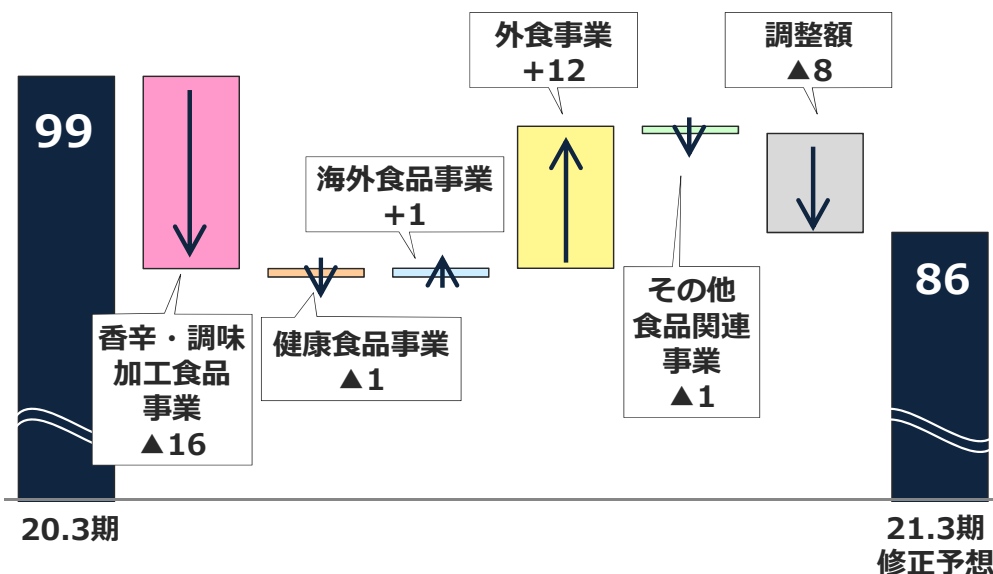 99
香辛・調味
加工食品
事業
▲16
健康食品事業
▲1
海外食品事業
+1
外食事業
+12
その他
食品関連
事業
▲1
調整額
▲8
86
20.3期
21.3期
修正予想